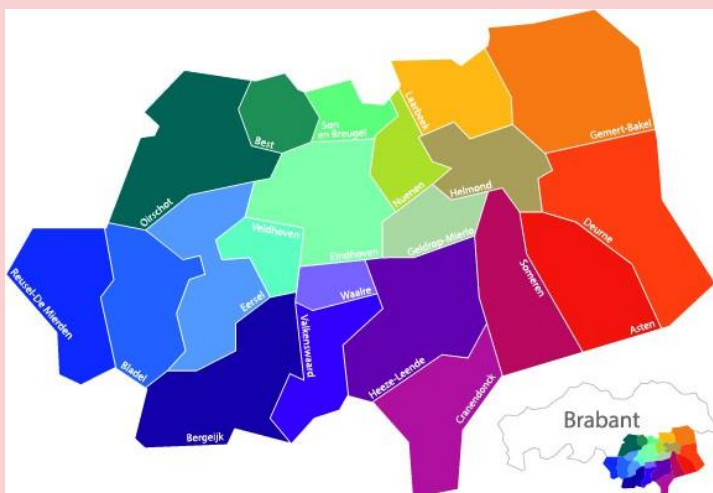 Laarbeek
Gemert-Bakel
Best
Son
en Breugel
Nuenen
Helmond
Oirschot
Veldhoven
Eindhoven
Geldrop-Mierlo
Deurne
Reusel-De Mierden
Eersel
Waalre
Someren
Asten
Bladel
Valkenswaard
Heeze-Leende
Cranendonck
Bergeijk
Brabant